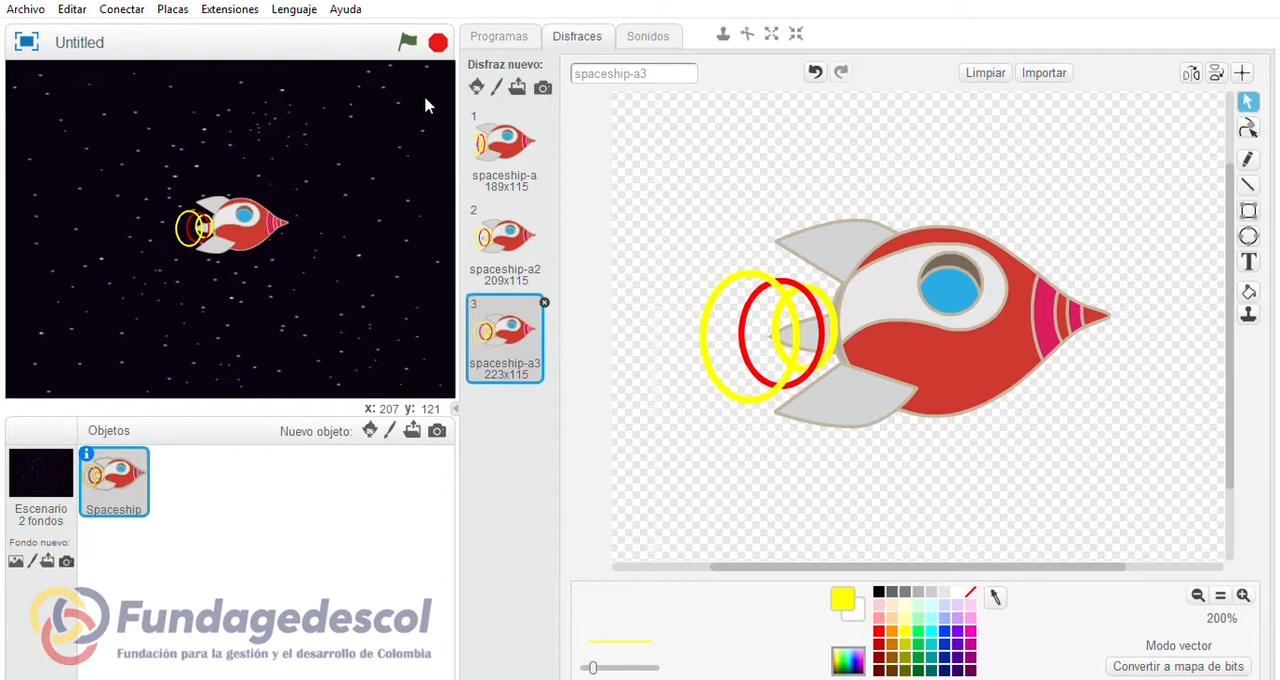 Archivo Editar Conectar Placas Extensiones Lenguaje Ayuda
Untitled
Programas Disfraces Sonidos
Disfraz nuevo:
spaceship-a3
Limpiar Importar
1
spaceship-a
189x115
2
spaceship-a2
209x115
3
spaceship-a3
223x115
T
x: 207 y: 121
Objetos
Nuevo objeto:
i
Spaceship
Escenario
2 fondos
Fondo nuevo:
200%
Modo vector
Convertir a mapa de bits
Fundagedescol
Fundación para la gestión y el desarrollo de Colombia